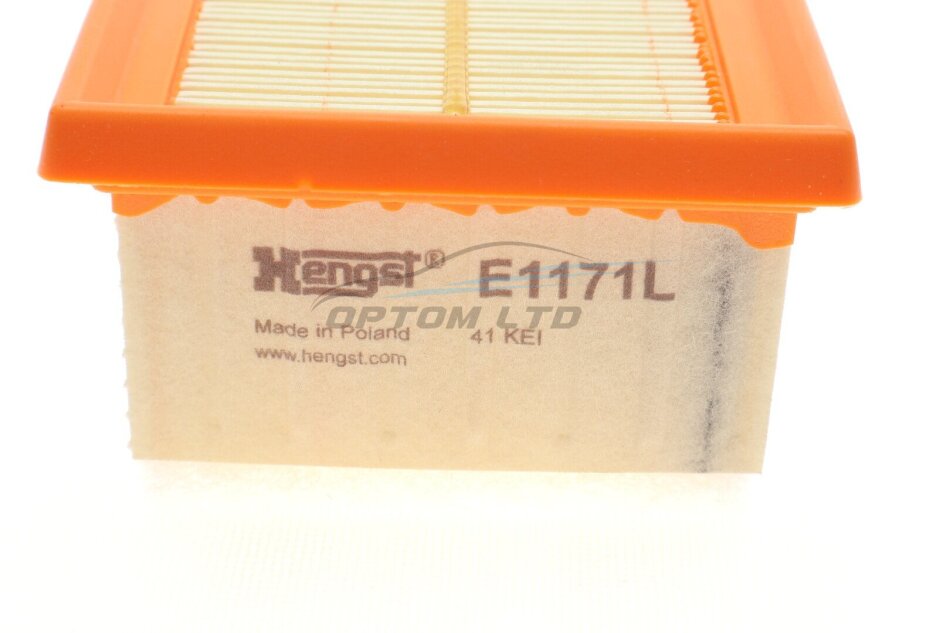 Hengst® E1171L
OPTOM LTD
Made in Poland 41 KEI
www.hengst.com